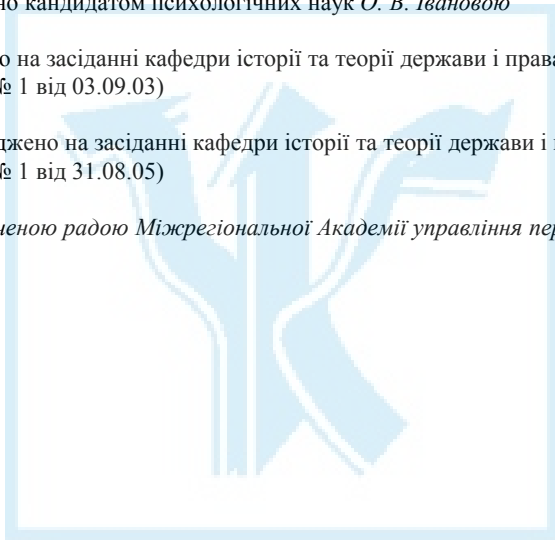 но кандидатом психологічних наук О. В. Івановою
о на засіданні кафедри історії та теорії держави і права
№ 1 від 03.09.03)
джено на засіданні кафедри історії та теорії держави і
№ 1 від 31.08.05)
ченою радою Міжрегіональної Академії управління пер